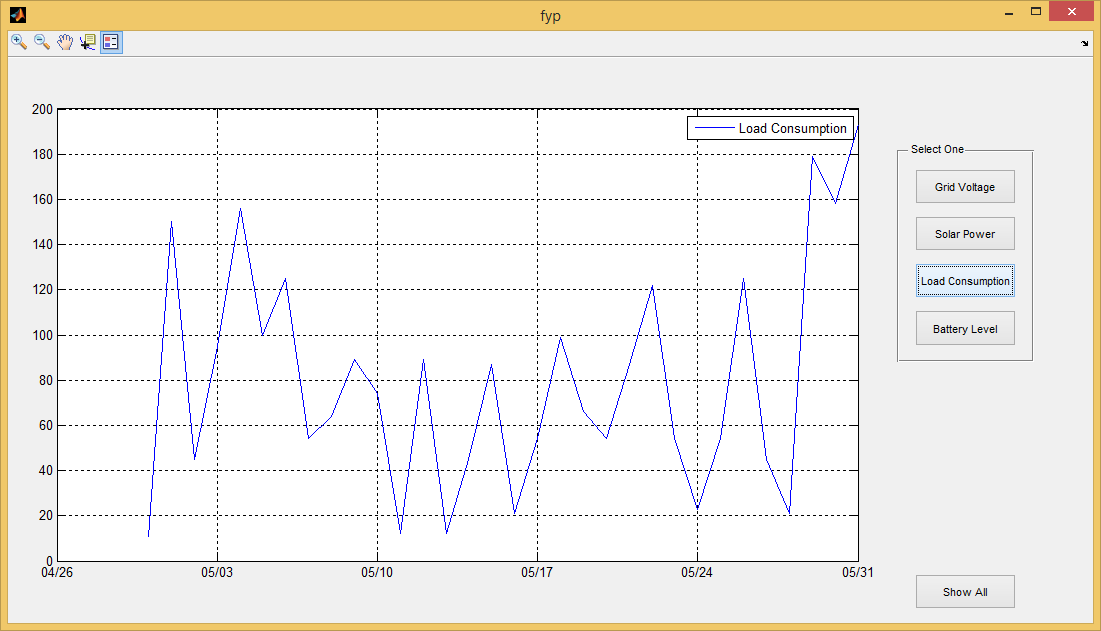 fyp
200
180
160
140
120
100
80
60
40
20
0
04/26 05/03 05/10 05/17 05/24 05/31
Load Consumption
Select One
Grid Voltage
Solar Power
Load Consumption
Battery Level
Show All